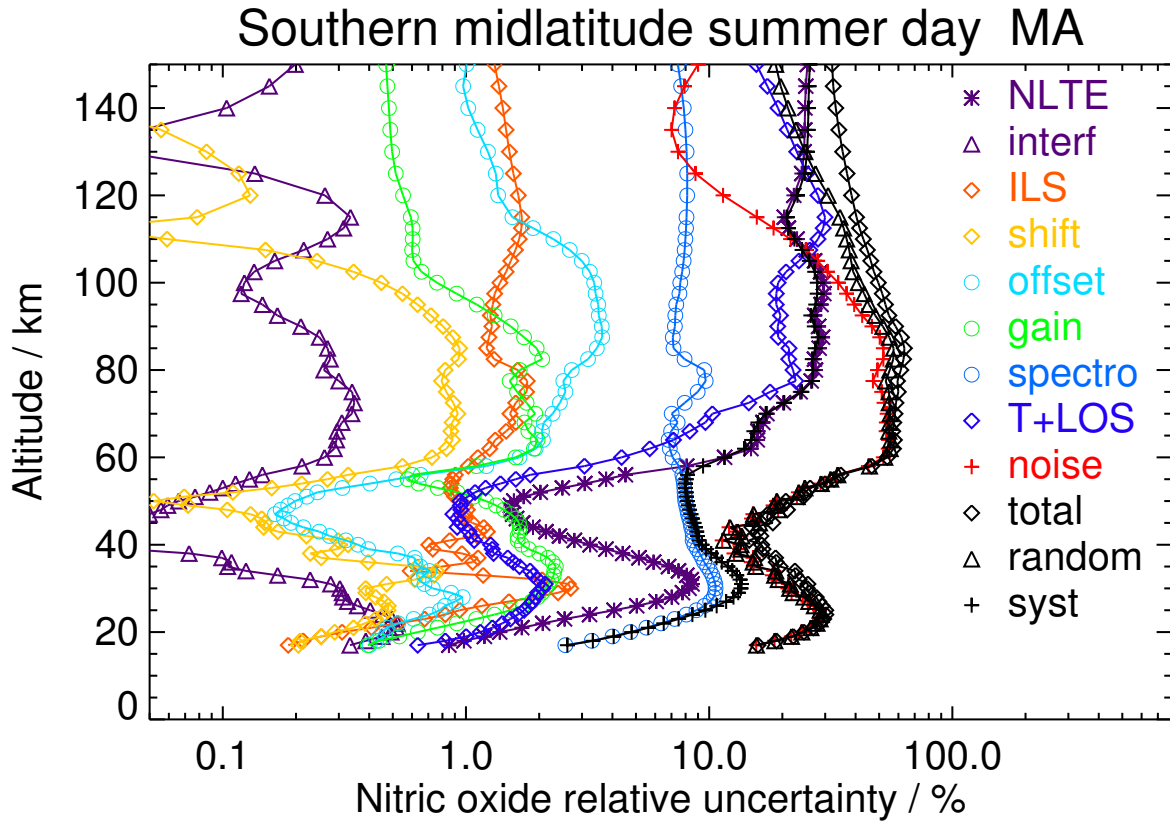 Southern midlatitude summer day MA
Altitude / km
140
120
100
80
60
40
20
0
NLTE
interf
ILS
shift
offset
gain
spectro
T+LOS
noise
total
random
syst
0.1 1.0 10.0 100.0
Nitric oxide relative uncertainty / %